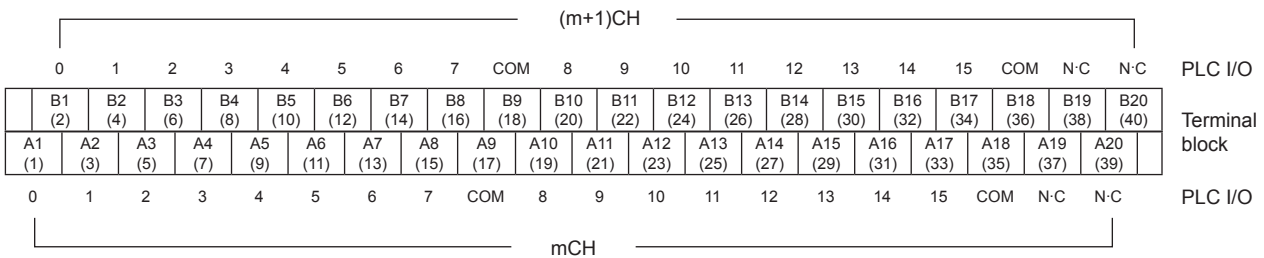 (m+1)CH
0 1 2 3 4 5 6 7 COM 8 9 10 11 12 13 14 15 COM N·C N·C PLC I/O
B1 B2 B3 B4 B5 B6 B7 B8 B9 B10 B11 B12 B13 B14 B15 B16 B17 B18 B19 B20
(2) (4) (6) (8) (10) (12) (14) (16) (18) (20) (22) (24) (26) (28) (30) (32) (34) (36) (38) (40)
Terminal
block
A1 A2 A3 A4 A5 A6 A7 A8 A9 A10 A11 A12 A13 A14 A15 A16 A17 A18 A19 A20
(1) (3) (5) (7) (9) (11) (13) (15) (17) (19) (21) (23) (25) (27) (29) (31) (33) (35) (37) (39)
0 1 2 3 4 5 6 7 COM 8 9 10 11 12 13 14 15 COM N·C N·C PLC I/O
mCH